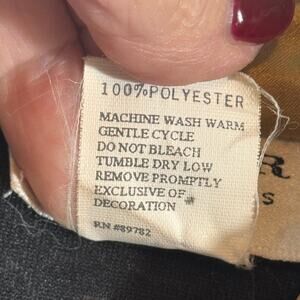 100% POLYESTER
MACHINE WASH WARM
GENTLE CYCLE
DO NOT BLEACH
TUMBLE DRY LOW
REMOVE PROMPTLY
EXCLUSIVE OF
DECORATION
RN #89782
R
S